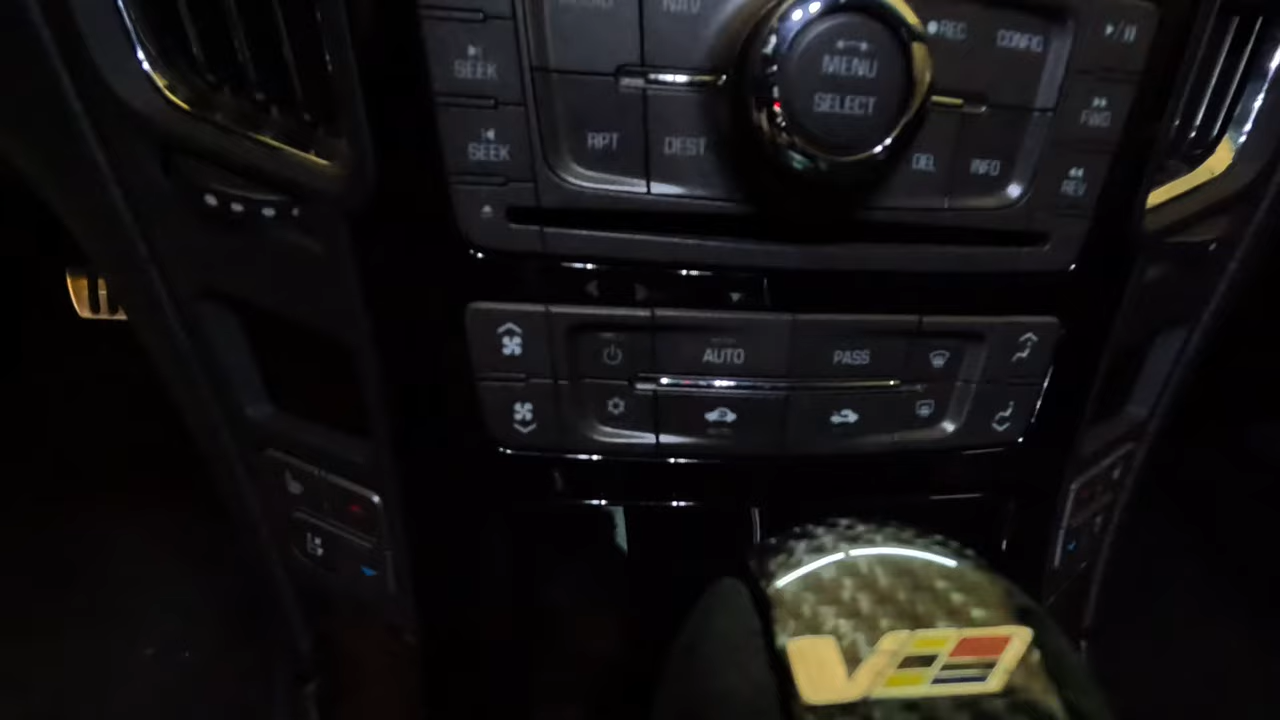 NAV
REC CONFIG
SEEK
MENU
SELECT
FWD
RPT DEST
DEL INFO
SEEK
REV
AUTO PASS
V